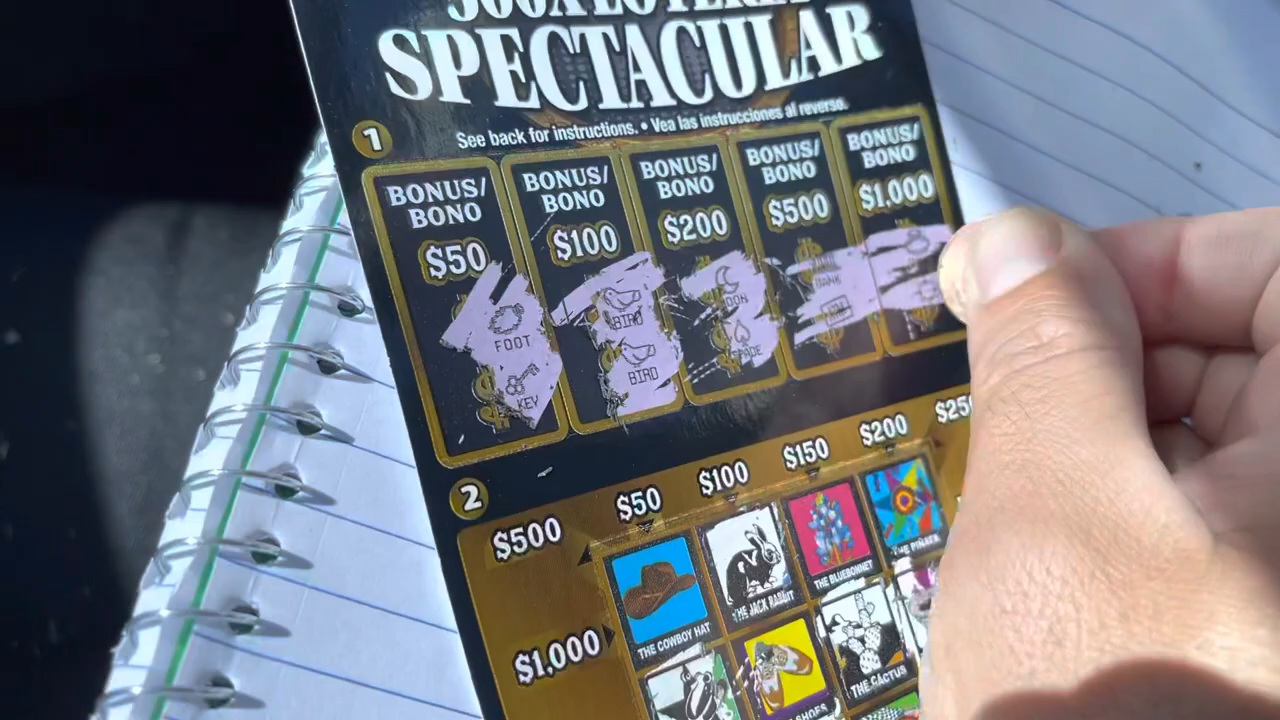 SPECTACULAR
See back for instructions. • Vea las instrucciones al reverso.
1
BONUS/
BONO
$50
FOOT
KEY
BONUS/
BONO
$100
BIRD
BIRD
BONUS/
BONO
$200
SPADE
BONUS/
BONO
$500
BANK
BONUS/
BONO
$1,000
2
$50
$100
$150
$200
$500
THE COWBOY HAT
THE JACK RABBIT
THE BLUEBONNET
$1,000
THE CACTUS
SHOES